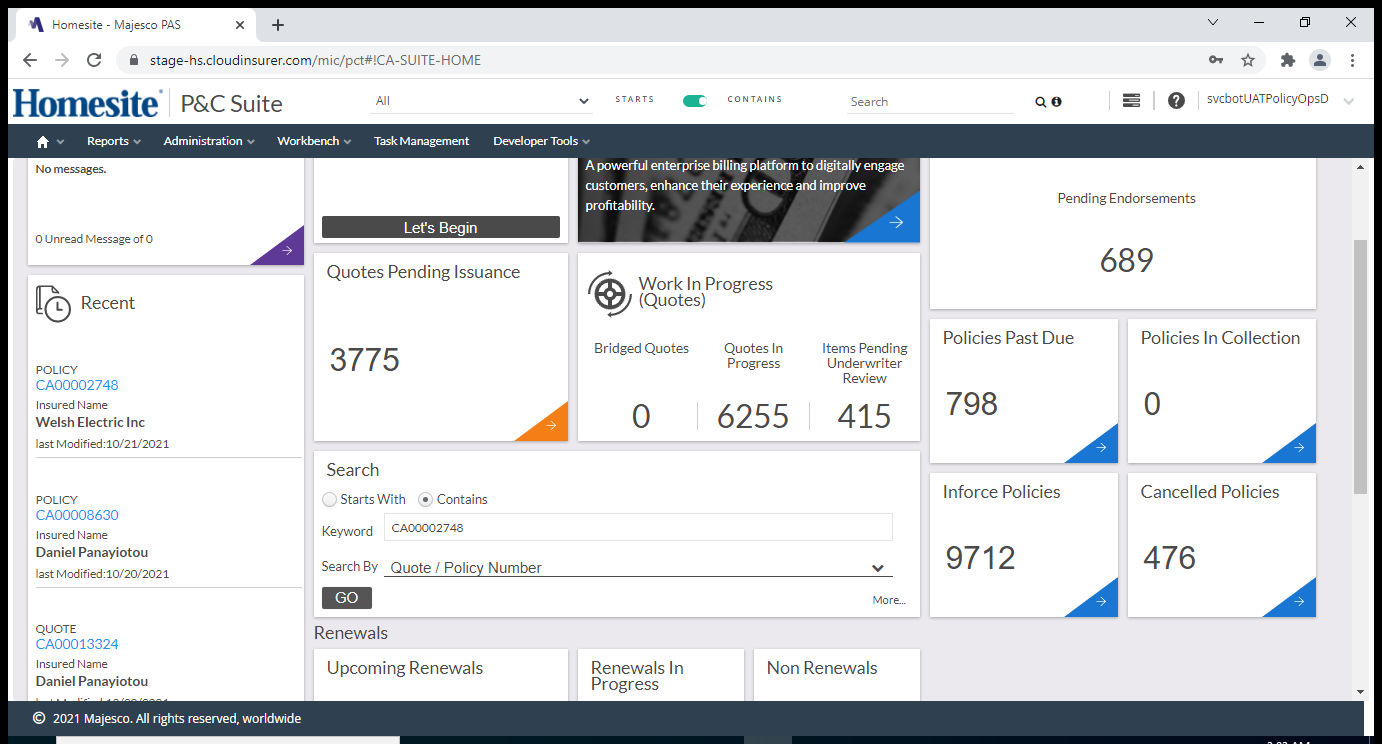 Homesite - Majesco PAS
stage-hs.cloudinsurer.com/mic/pct#!CA-SUITE-HOME
Homesite P&C Suite
All
STARTS
CONTAINS
Search
svcbotUATPolicyOpsD
Reports
Administration
Workbench
Task Management
Developer Tools
No messages.
0 Unread Message of 0
Let's Begin
A powerful enterprise billing platform to digitally engage
customers, enhance their experience and improve
profitability.
Pending Endorsements
689
Recent
POLICY
CA00002748
Insured Name
Welsh Electric Inc
last Modified:10/21/2021
POLICY
CA00008630
Insured Name
Daniel Panayiotou
last Modified:10/20/2021
QUOTE
CA00013324
Insured Name
Daniel Panayiotou
Quotes Pending Issuance
3775
Work In Progress
(Quotes)
Bridged Quotes
0
Quotes In
Progress
6255
Items Pending
Underwriter
Review
415
Policies Past Due
798
Policies In Collection
0
Search
Starts With
Contains
Keyword
CA00002748
Search By
Quote / Policy Number
GO
More...
Inforce Policies
9712
Cancelled Policies
476
Renewals
Upcoming Renewals
Renewals In
Progress
Non Renewals
© 2021 Majesco. All rights reserved, worldwide